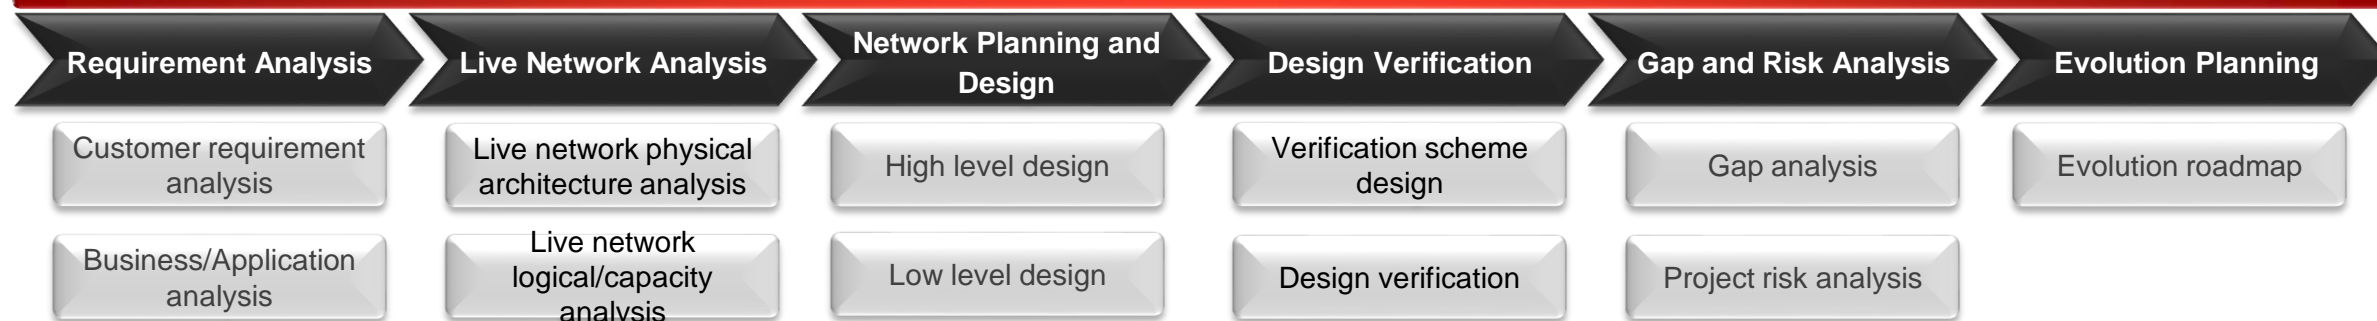 Requirement Analysis
Live Network Analysis
Network Planning and
Design
Design Verification
Gap and Risk Analysis
Evolution Planning
Customer requirement
analysis
Live network physical
architecture analysis
High level design
Verification scheme
design
Gap analysis
Evolution roadmap
Business/Application
analysis
Live network
logical/capacity
analysis
Low level design
Design verification
Project risk analysis